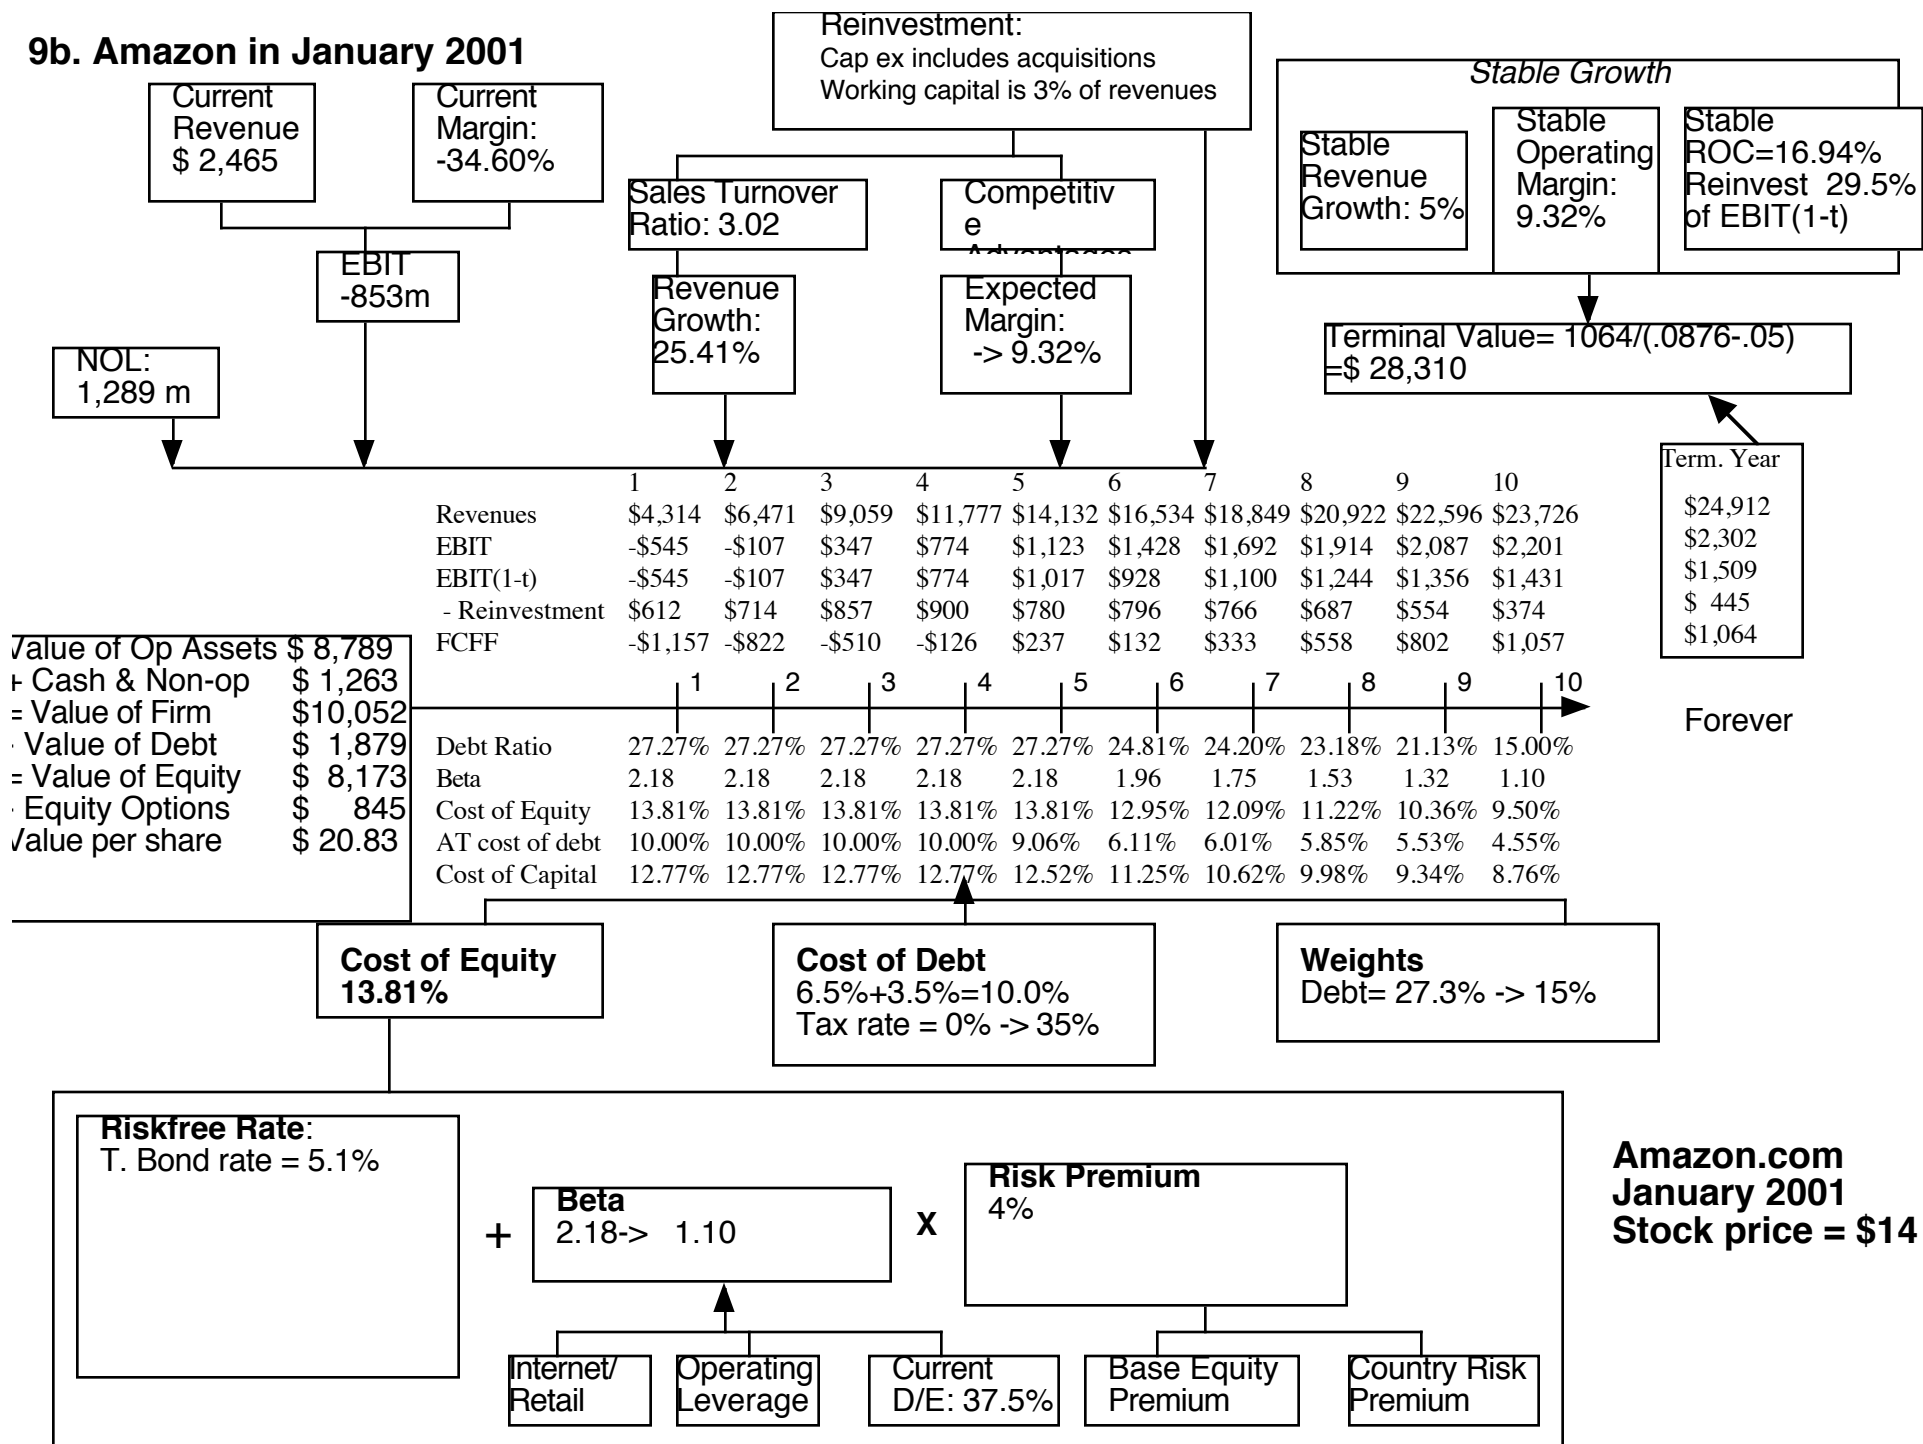 9b. Amazon in January 2001
Reinvestment:
Cap ex includes acquisitions
Working capital is 3% of revenues
Current
Revenue
$ 2,465
Current
Margin:
-34.60%
EBIT
-853m
NOL:
1,289 m
Sales Turnover
Ratio: 3.02
Competitiv
e
Advantages
Revenue
Growth:
25.41%
Expected
Margin:
-> 9.32%
Stable Growth
Stable
Revenue
Growth: 5%
Stable
Operating
Margin:
9.32%
Stable
ROC=16.94%
Reinvest 29.5%
of EBIT(1-t)
Terminal Value= 1064/(.0876-.05)
=$ 28,310
Term. Year
$24,912
$2,302
$1,509
$ 445
$1,064
1 2 3 4 5 6 7 8 9 10
Revenues $4,314 $6,471 $9,059 $11,777 $14,132 $16,534 $18,849 $20,922 $22,596 $23,726
EBIT -$545 -$107 $347 $774 $1,123 $1,428 $1,692 $1,914 $2,087 $2,201
EBIT(1-t) -$545 -$107 $347 $774 $1,017 $928 $1,100 $1,244 $1,356 $1,431
- Reinvestment $612 $714 $857 $900 $780 $796 $766 $687 $554 $374
FCFF -$1,157 -$822 -$510 -$126 $237 $132 $333 $558 $802 $1,057
1 2 3 4 5 6 7 8 9 10
Forever
Value of Op Assets $ 8,789
+ Cash & Non-op $ 1,263
= Value of Firm $10,052
- Value of Debt $ 1,879
= Value of Equity $ 8,173
- Equity Options $ 845
Value per share $ 20.83
Debt Ratio 27.27% 27.27% 27.27% 27.27% 27.27% 24.81% 24.20% 23.18% 21.13% 15.00%
Beta 2.18 2.18 2.18 2.18 2.18 1.96 1.75 1.53 1.32 1.10
Cost of Equity 13.81% 13.81% 13.81% 13.81% 13.81% 12.95% 12.09% 11.22% 10.36% 9.50%
AT cost of debt 10.00% 10.00% 10.00% 10.00% 9.06% 6.11% 6.01% 5.85% 5.53% 4.55%
Cost of Capital 12.77% 12.77% 12.77% 12.77% 12.52% 11.25% 10.62% 9.98% 9.34% 8.76%
Cost of Equity
13.81%
Cost of Debt
6.5%+3.5%=10.0%
Tax rate = 0% -> 35%
Weights
Debt= 27.3% -> 15%
Riskfree Rate:
T. Bond rate = 5.1%
+
Beta
2.18-> 1.10
X
Risk Premium
4%
Internet/
Retail
Operating
Leverage
Current
D/E: 37.5%
Base Equity
Premium
Country Risk
Premium
Amazon.com
January 2001
Stock price = $14